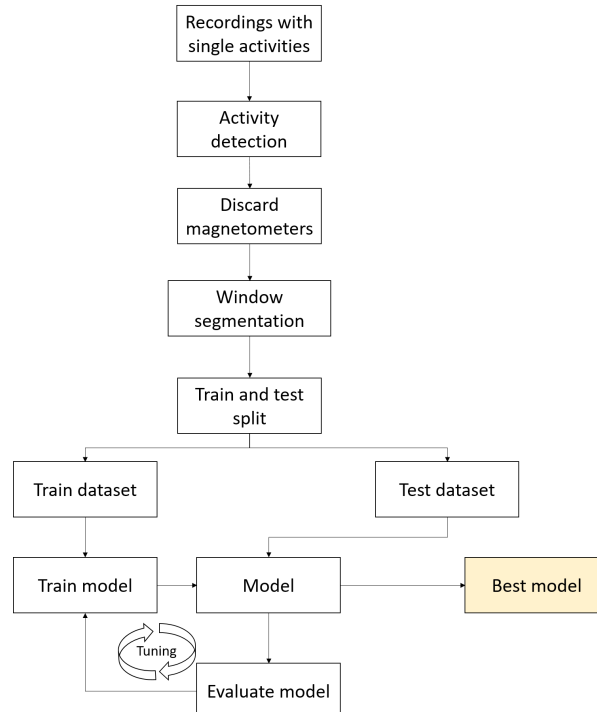 Recordings with
single activities
Activity
detection
Discard
magnetometers
Window
segmentation
Train and test
split
Train dataset
Test dataset
Train model
Model
Best model
Tuning
Evaluate model